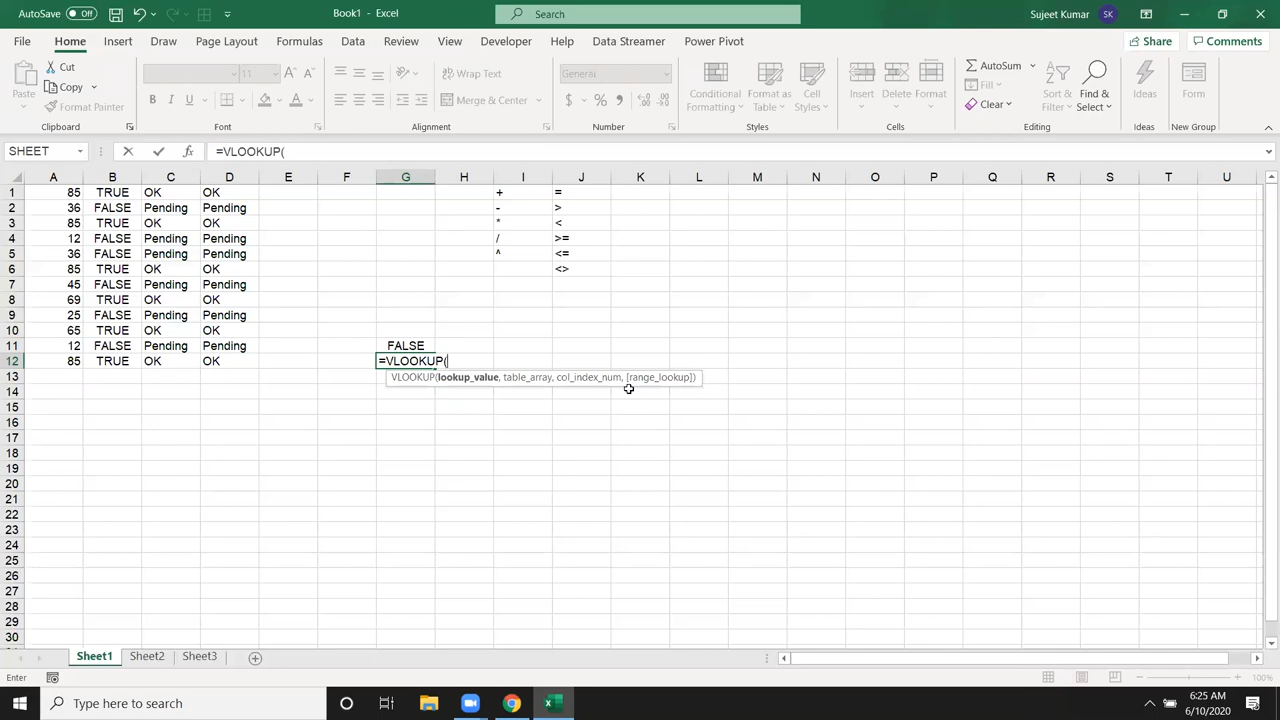 AutoSave Off Book1 - Excel Search Sujeet Kumar SK
File Home Insert Draw Page Layout Formulas Data Review View Developer Help Data Streamer Power Pivot Share Comments
Paste Cut Copy Format Painter
11 Wrap Text Merge & Center
General
Conditional Formatting Format as Table Cell Styles
Insert Delete Format
AutoSum Fill Clear Sort & Filter Find & Select
Ideas Form
Clipboard Font Alignment Number Styles Cells Editing Ideas New Group
SHEET fx =VLOOKUP(
A B C D E F G H I J K L M N O P Q R S T U
1 85 TRUE OK OK + =
2 36 FALSE Pending Pending - >
3 85 TRUE OK OK * <
4 12 FALSE Pending Pending / >=
5 36 FALSE Pending Pending ^ <=
6 85 TRUE OK OK <>
7 45 FALSE Pending Pending
8 69 TRUE OK OK
9 25 FALSE Pending Pending
10 65 TRUE OK OK
11 12 FALSE Pending Pending FALSE
12 85 TRUE OK OK =VLOOKUP(
13 VLOOKUP(lookup_value, table_array, col_index_num, [range_lookup])
14
15
16
17
18
19
20
21
22
23
24
25
26
27
28
29
30
Sheet1 Sheet2 Sheet3
Enter 100%
Type here to search 6:25 AM
6/10/2020